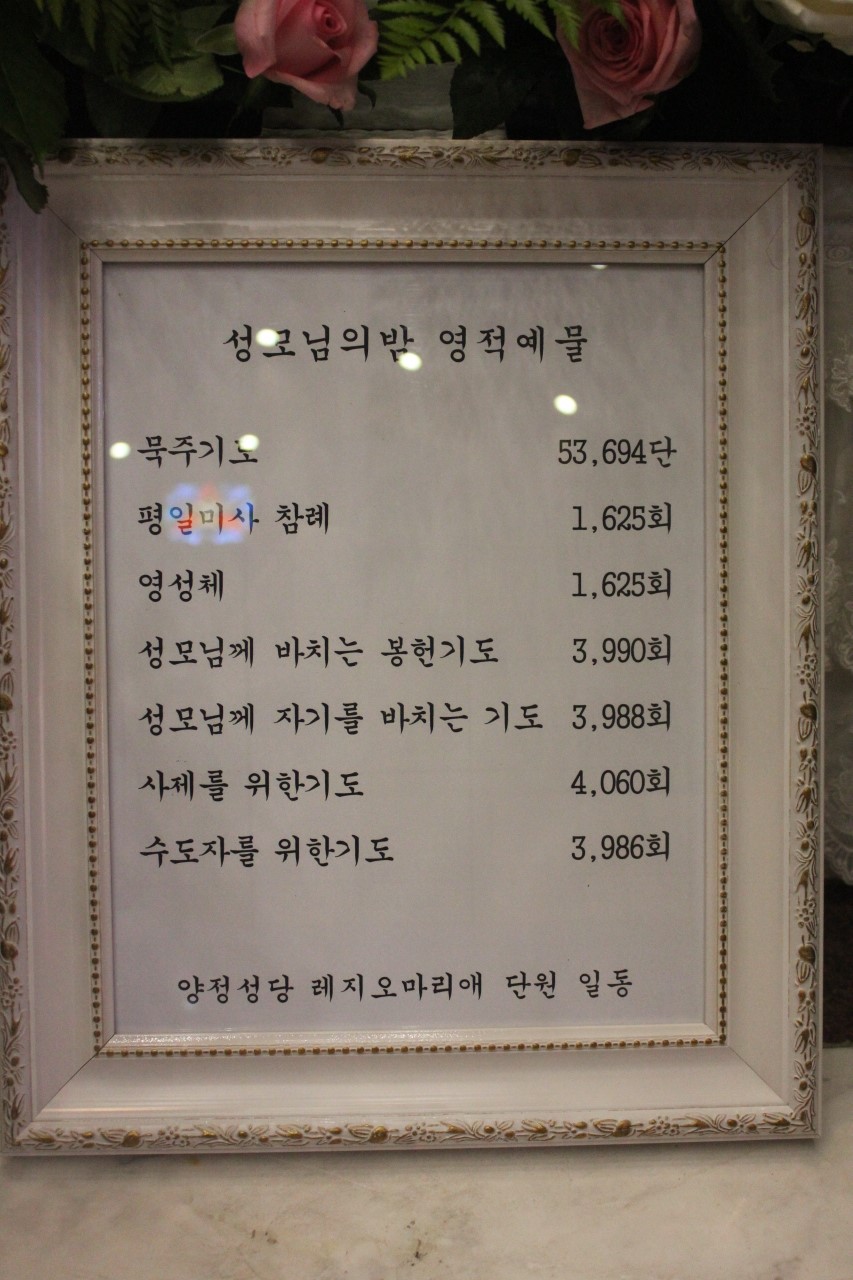 성모님의밤 영적예물
묵주기도 53,694단
평일미사 참례 1,625회
영성체 1,625회
성모님께 바치는 봉헌기도 3,990회
성모님께 자기를 바치는 기도 3,988회
사제를 위한기도 4,060회
수도자를 위한기도 3,986회
양정성당 레지오마리애 단원 일동